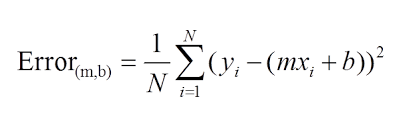 Error(m,b) = 1/N N∑i=1 (yi − (mxi + b))²